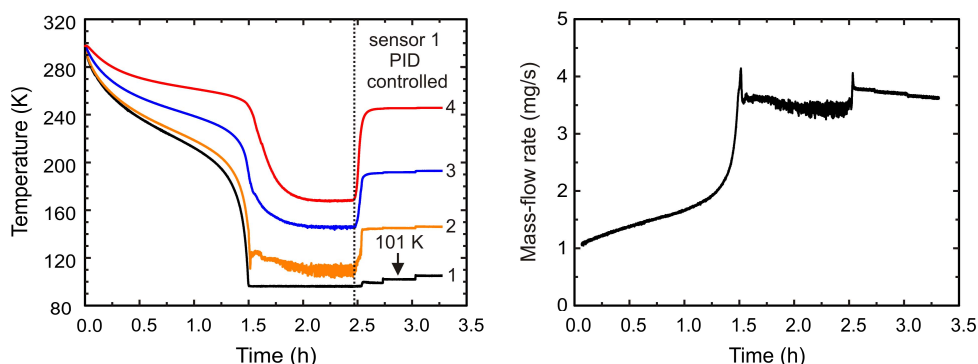 280
240
200
160
120
80
Temperature (K)
0.0 0.5 1.0 1.5 2.0 2.5 3.0 3.5
Time (h)
sensor 1
PID
controlled
4
3
2
101 K
1
5
4
3
2
1
0
Mass-flow rate (mg/s)
0.0 0.5 1.0 1.5 2.0 2.5 3.0 3.5
Time (h)